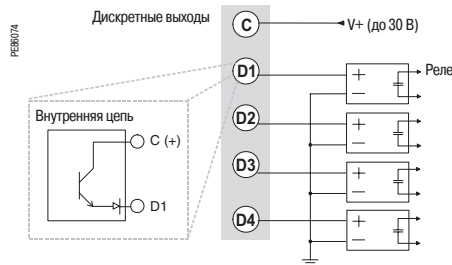 Дискретные выходы
C
V+ (до 30 В)
PE86074
D1
+
−
Реле
Внутренняя цепь
C (+)
D1
D2
+
−
D3
+
−
D4
+
−